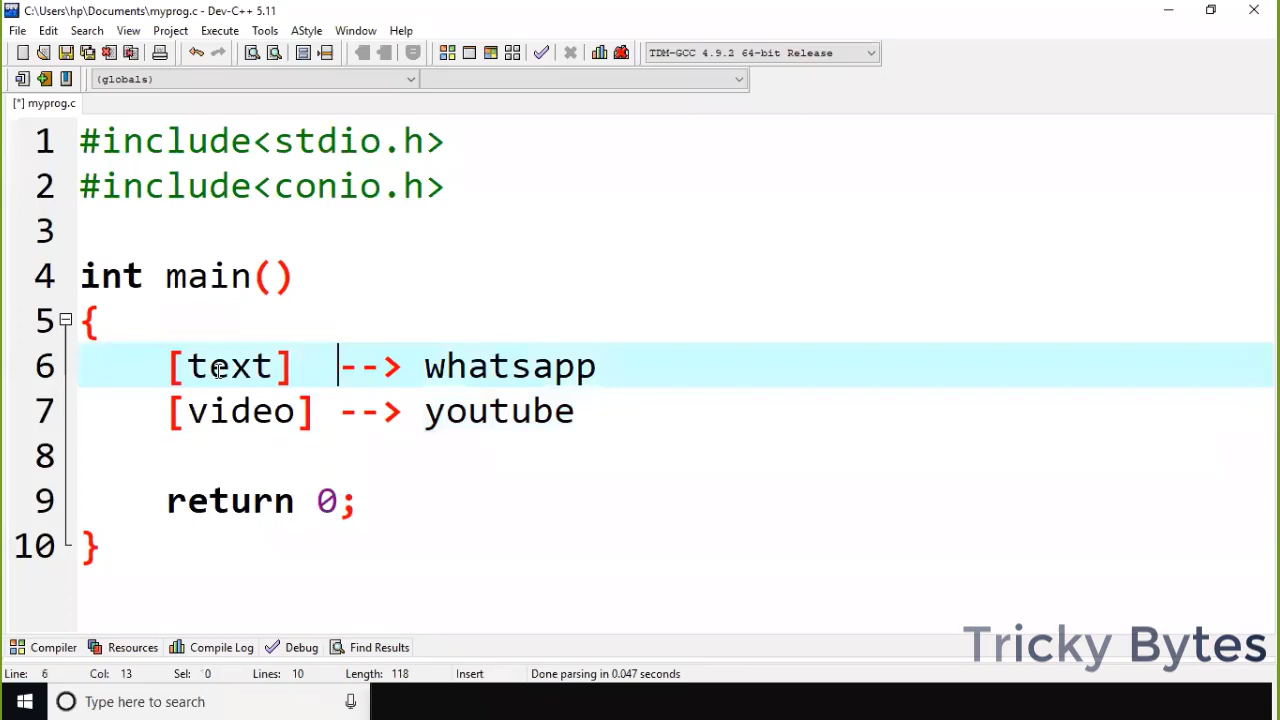 C:\Users\hp\Documents\myprog.c - Dev-C++ 5.11
File Edit Search View Project Execute Tools AStyle Window Help
TDM-GCC 4.9.2 64-bit Release
(globals)
[*] myprog.c
1 #include<stdio.h>
2 #include<conio.h>
3
4 int main()
5 {
6 [text] --> whatsapp
7 [video] --> youtube
8
9 return 0;
10 }
Tricky Bytes
Compiler Resources Compile Log Debug Find Results
Line: 6 Col: 13 Sel: 0 Lines: 10 Length: 118 Insert Done parsing in 0.047 seconds
Type here to search